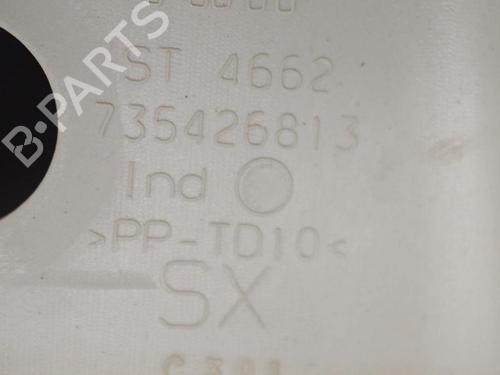 ST 4662
735426813
Ind
>PP-TD10<
SX
B-PARTS